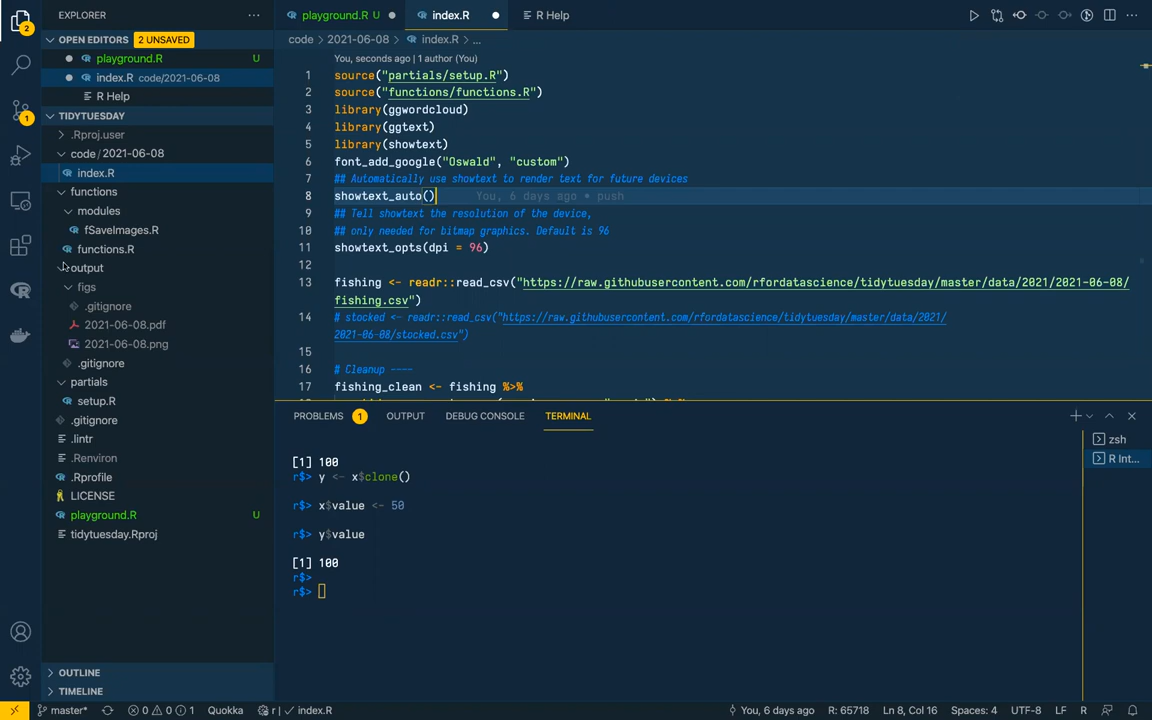 EXPLORER
2
OPEN EDITORS 2 UNSAVED
playground.R U
index.R code/2021-06-08
R Help
TIDYTUESDAY
.Rproj.user
code / 2021-06-08
index.R
functions
modules
fSaveImages.R
functions.R
output
figs
.gitignore
2021-06-08.pdf
2021-06-08.png
.gitignore
partials
setup.R
.gitignore
.lintr
.Renviron
.Rprofile
LICENSE
playground.R U
tidytuesday.Rproj
OUTLINE
TIMELINE
1
playground.R U
index.R
R Help
code > 2021-06-08 > index.R > ...
You, seconds ago | 1 author (You)
1 source("partials/setup.R")
2 source("functions/functions.R")
3 library(ggwordcloud)
4 library(ggtext)
5 library(showtext)
6 font_add_google("Oswald", "custom")
7 ## Automatically use showtext to render text for future devices
8 showtext_auto() You, 6 days ago • push
9 ## Tell showtext the resolution of the device,
10 ## only needed for bitmap graphics. Default is 96
11 showtext_opts(dpi = 96)
12
13 fishing <- readr::read_csv("https://raw.githubusercontent.com/rfordatascience/tidytuesday/master/data/2021/2021-06-08/
fishing.csv")
14 # stocked <- readr::read_csv("https://raw.githubusercontent.com/rfordatascience/tidytuesday/master/data/2021/
2021-06-08/stocked.csv")
15
16 # Cleanup ----
17 fishing_clean <- fishing %>%
PROBLEMS 1 OUTPUT DEBUG CONSOLE TERMINAL
zsh
R Int...
[1] 100
r$> y <- x$clone()
r$> x$value <- 50
r$> y$value
[1] 100
r$>
r$>
master* 0 0 1 Quokka r | ✓ index.R You, 6 days ago R: 65718 Ln 8, Col 16 Spaces: 4 UTF-8 LF R